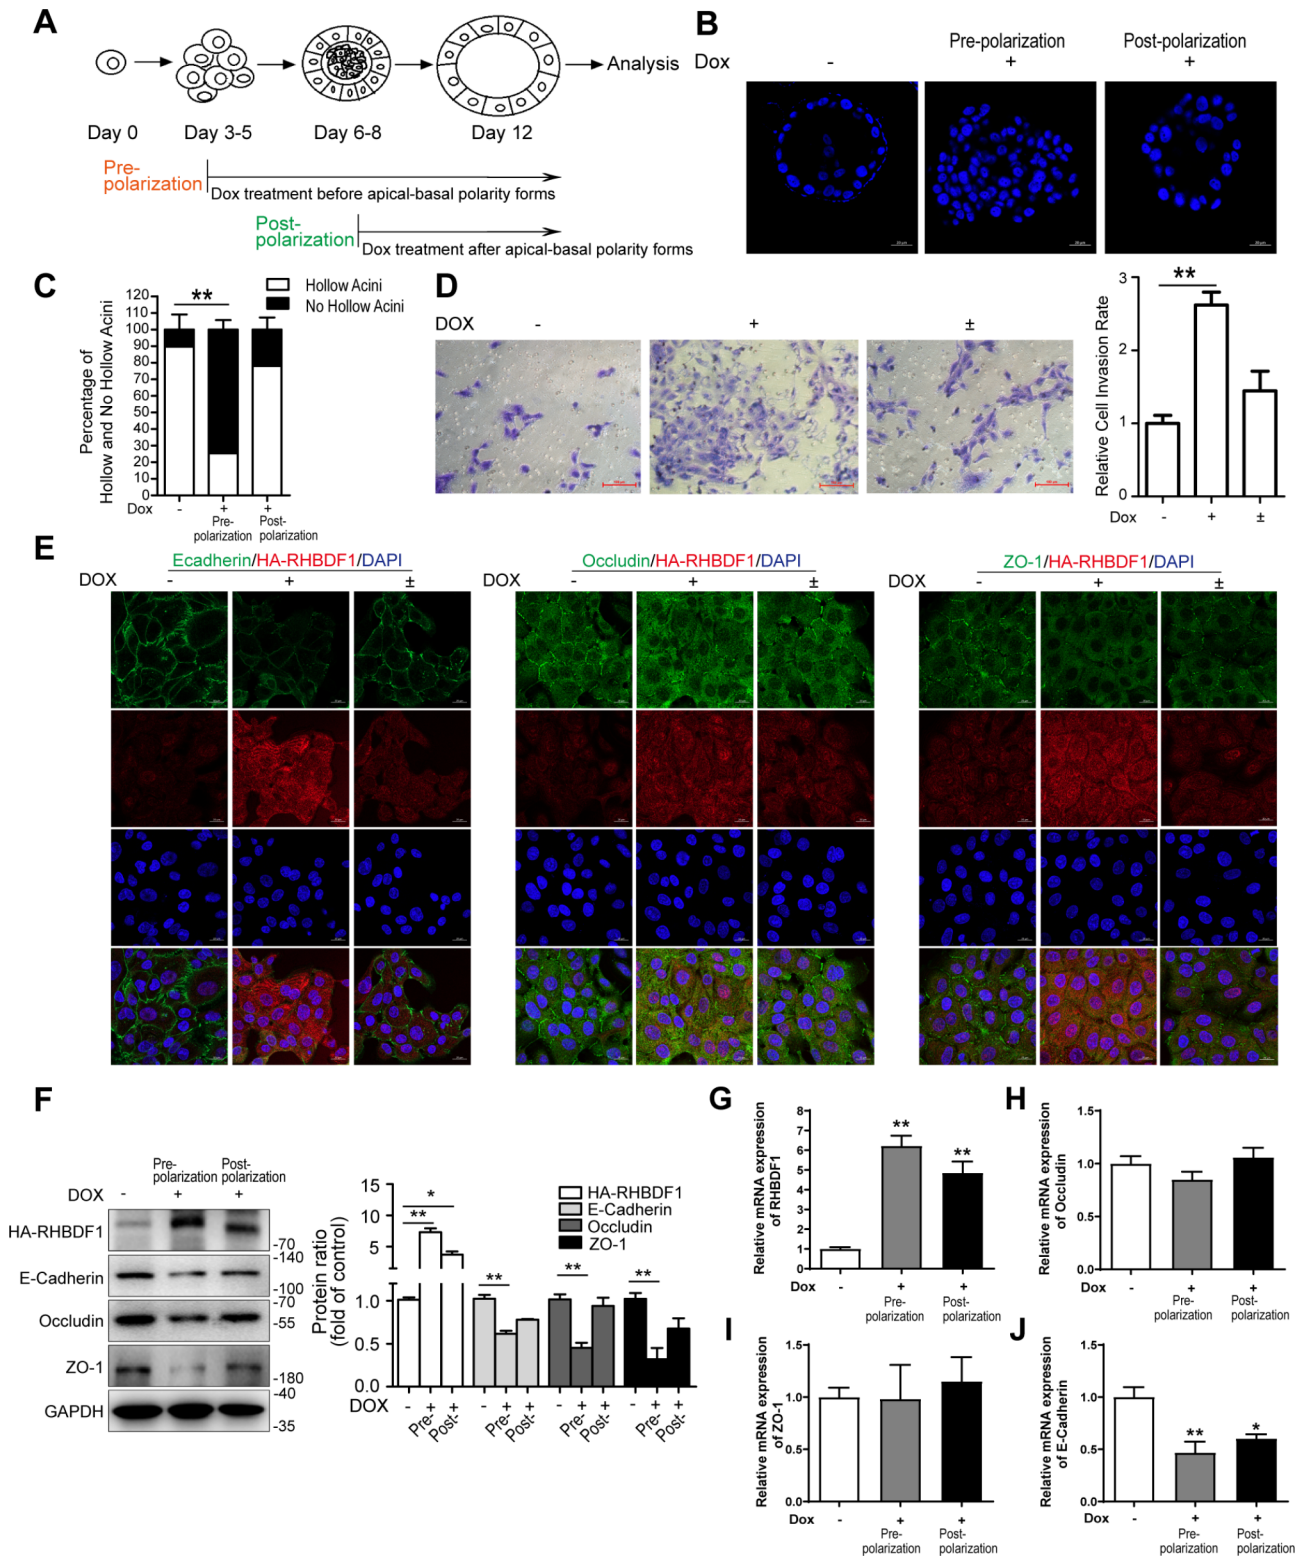 A
Day 0
Day 3-5
Day 6-8
Day 12
Analysis
Pre-
polarization
Dox treatment before apical-basal polarity forms
Post-
polarization
Dox treatment after apical-basal polarity forms
B
Pre-polarization
Post-polarization
Dox
-
+
+
C
Percentage of
Hollow and No Hollow Acini
120
110
100
90
80
70
60
50
40
30
20
10
0
**
Hollow Acini
No Hollow Acini
Dox
-
+
+
Pre-
polarization
Post-
polarization
D
DOX
-
+
±
Relative Cell Invasion Rate
3
2
1
0
**
Dox
-
+
±
E
Ecadherin/HA-RHBDF1/DAPI
DOX
-
+
±
Occludin/HA-RHBDF1/DAPI
DOX
-
+
±
ZO-1/HA-RHBDF1/DAPI
DOX
-
+
±
F
Pre-
polarization
Post-
polarization
DOX
-
+
+
HA-RHBDF1
-70
-140
E-Cadherin
-100
-70
Occludin
-55
ZO-1
-180
-40
GAPDH
-35
Protein ratio
(fold of control)
15
10
5
1.0
0.5
0.0
*
**
**
**
**
HA-RHBDF1
E-Cadherin
Occludin
ZO-1
DOX
- + + - + + - + + - + +
Pre- Post- Pre- Post- Pre- Post- Pre- Post-
G
Relative mRNA expression
of RHBDF1
8
7
6
5
4
3
2
1
0
**
**
Dox
-
+
+
Pre-
polarization
Post-
polarization
H
Relative mRNA expression
of Occludin
1.5
1.0
0.5
0.0
Dox
-
+
+
Pre-
polarization
Post-
polarization
I
Relative mRNA expression
of ZO-1
1.5
1.0
0.5
0.0
Dox
-
+
+
Pre-
polarization
Post-
polarization
J
Relative mRNA expression
of E-Cadherin
1.5
1.0
0.5
0.0
**
*
Dox
-
+
+
Pre-
polarization
Post-
polarization